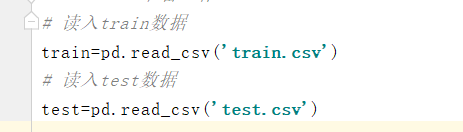 # 读入train数据
train=pd.read_csv('train.csv')
# 读入test数据
test=pd.read_csv('test.csv')